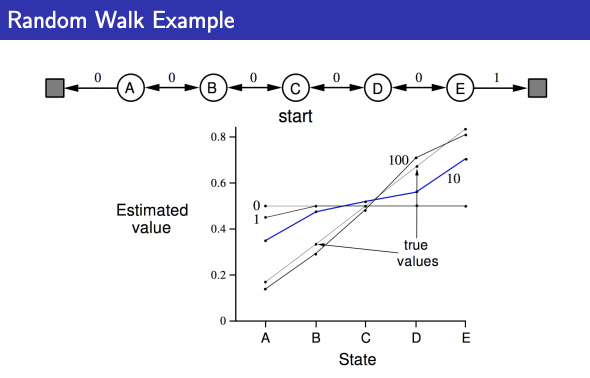 Random Walk Example
0 0 0 0 0 1
A B C D E
start
0.8
100
0.6
10
Estimated
value
0
1
0.4
true
values
0.2
0
A B C D E
State